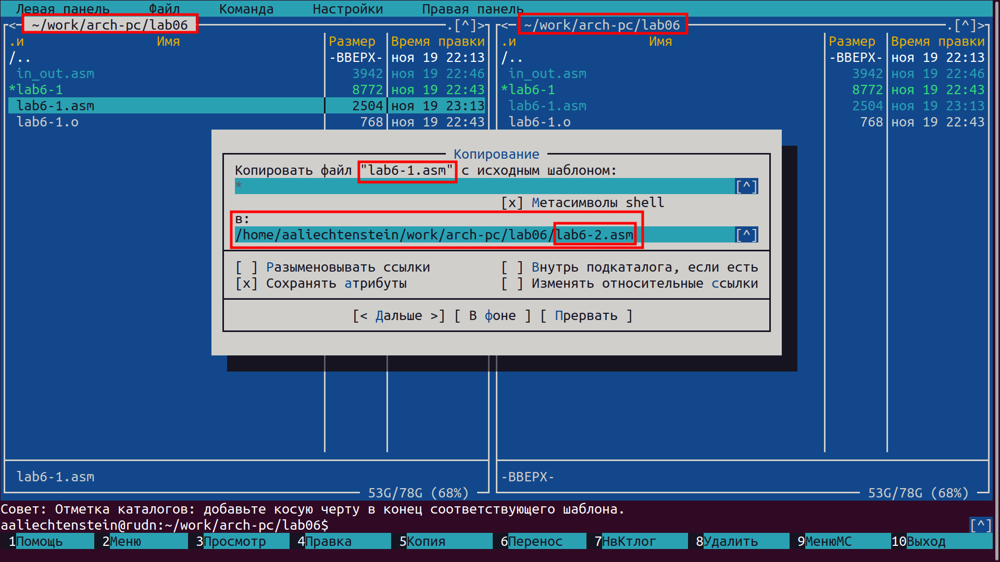 Левая панель Файл Команда Настройки Правая панель
<─ ~/work/arch-pc/lab06 ─.[^]> <─ ~/work/arch-pc/lab06 ─.[^]>
.и Имя Размер Время правки .и Имя Размер Время правки
/.. -ВВЕРХ- ноя 19 22:13 /.. -ВВЕРХ- ноя 19 22:13
in_out.asm 3942 ноя 19 22:46 in_out.asm 3942 ноя 19 22:46
*lab6-1 8772 ноя 19 22:43 *lab6-1 8772 ноя 19 22:43
lab6-1.asm 2504 ноя 19 23:13 lab6-1.asm 2504 ноя 19 23:13
lab6-1.o 768 ноя 19 22:43 lab6-1.o 768 ноя 19 22:43
Копирование
Копировать файл "lab6-1.asm" с исходным шаблоном:
* [^]
[x] Метасимволы shell
в:
/home/aaliechtenstein/work/arch-pc/lab06/lab6-2.asm [^]
[ ] Разыменовывать ссылки [ ] Внутрь подкаталога, если есть
[x] Сохранять атрибуты [ ] Изменять относительные ссылки
[< Дальше >] [ В фоне ] [ Прервать ]
lab6-1.asm -ВВЕРХ-
53G/78G (68%) 53G/78G (68%)
Совет: Отметка каталогов: добавьте косую черту в конец соответствующего шаблона.
aaliechtenstein@rudn:~/work/arch-pc/lab06$ [^]
1Помощь 2Меню 3Просмотр 4Правка 5Копия 6Перенос 7НвКтлог 8Удалить 9МенюMC 10Выход